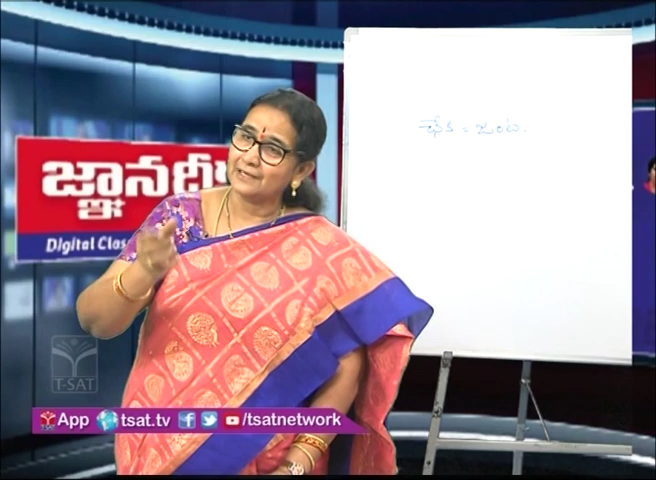 ఛేక = జంట.
జ్ఞానదీ
Digital Clas
T-SAT
App tsat.tv /tsatnetwork